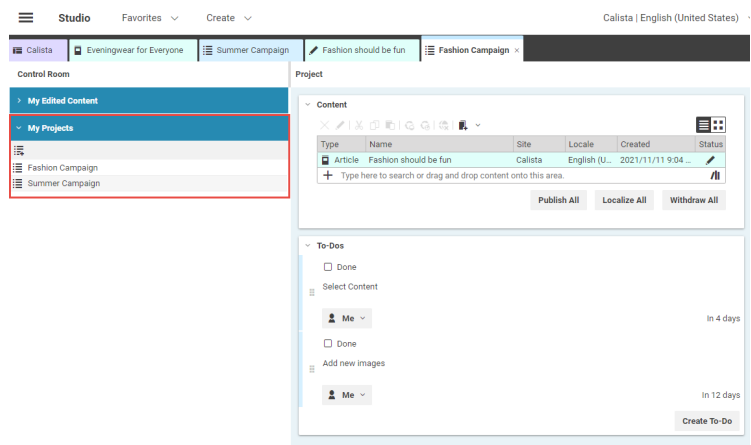 Studio Favorites Create Calista | English (United States)
Calista Eveningwear for Everyone Summer Campaign Fashion should be fun Fashion Campaign ×
Control Room
Project
My Edited Content
My Projects
Fashion Campaign
Summer Campaign
Content
Type Name Site Locale Created Status
Article Fashion should be fun Calista English (U... 2021/11/11 9:04 ...
Type here to search or drag and drop content onto this area.
Publish All Localize All Withdraw All
To-Dos
Done
Select Content
Me In 4 days
Done
Add new images
Me In 12 days
Create To-Do